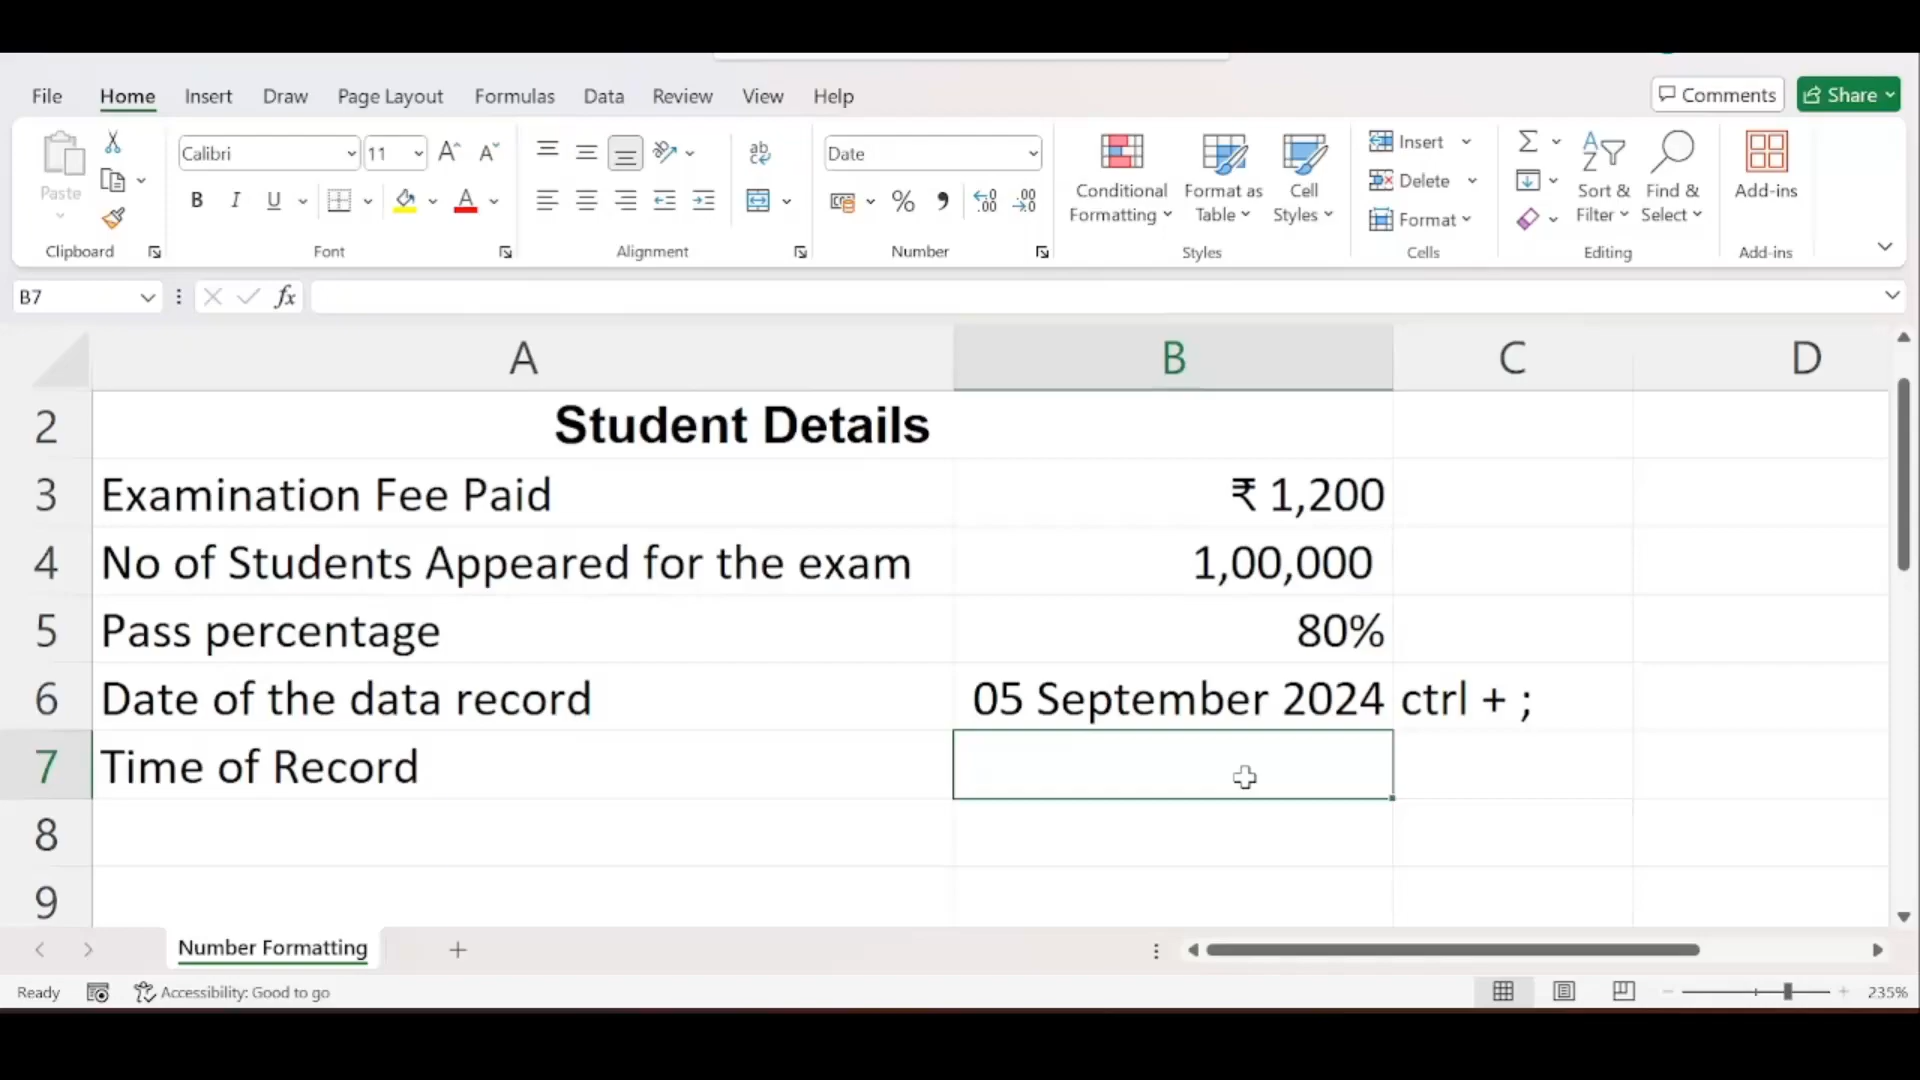 File Home Insert Draw Page Layout Formulas Data Review View Help Comments Share
Calibri 11 A^ Aˇ ab Date Conditional Formatting Format as Table Cell Styles Insert Delete Format Sort & Filter Find & Select Add-ins
Paste B I U A % , .00
Clipboard Font Alignment Number Styles Cells Editing Add-ins
B7 fx
A B C D
2 Student Details
3 Examination Fee Paid ₹ 1,200
4 No of Students Appeared for the exam 1,00,000
5 Pass percentage 80%
6 Date of the data record 05 September 2024 ctrl + ;
7 Time of Record
8
9
Number Formatting
Ready Accessibility: Good to go 235%